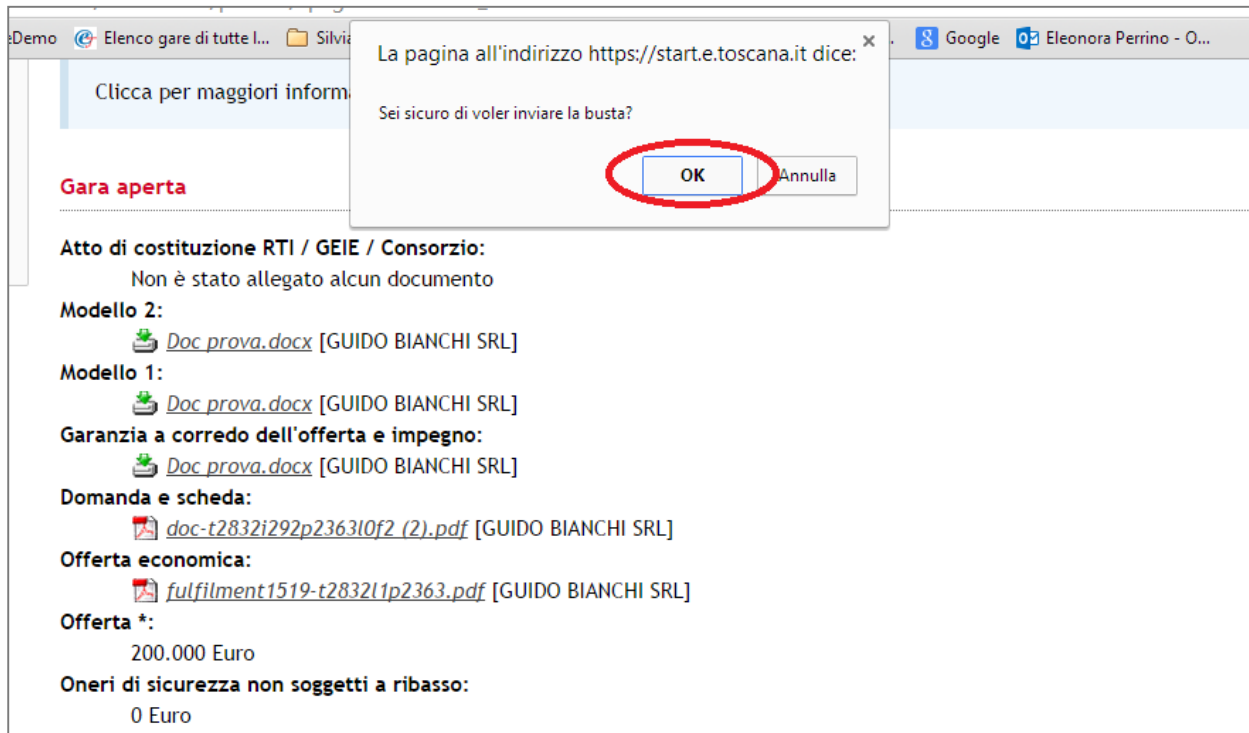 Demo
Elenco gare di tutte l...
Silvia
Google
Eleonora Perrino - O...
La pagina all'indirizzo https://start.e.toscana.it dice:
Sei sicuro di voler inviare la busta?
OK
Annulla
Clicca per maggiori inform
Gara aperta
Atto di costituzione RTI / GEIE / Consorzio:
Non è stato allegato alcun documento
Modello 2:
Doc prova.docx [GUIDO BIANCHI SRL]
Modello 1:
Doc prova.docx [GUIDO BIANCHI SRL]
Garanzia a corredo dell'offerta e impegno:
Doc prova.docx [GUIDO BIANCHI SRL]
Domanda e scheda:
doc-t2832i292p2363l0f2 (2).pdf [GUIDO BIANCHI SRL]
Offerta economica:
fulfilment1519-t2832l1p2363.pdf [GUIDO BIANCHI SRL]
Offerta *:
200.000 Euro
Oneri di sicurezza non soggetti a ribasso:
0 Euro